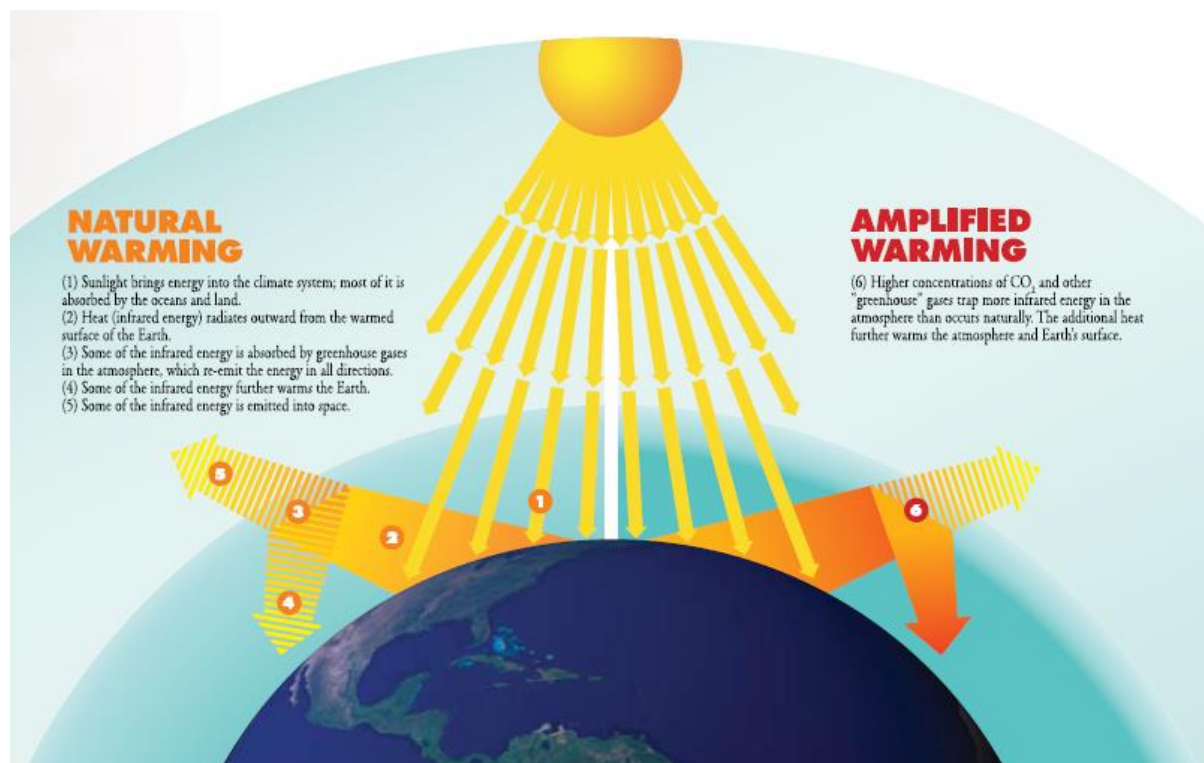 NATURAL
WARMING
(1) Sunlight brings energy into the climate system; most of it is
absorbed by the oceans and land.
(2) Heat (infrared energy) radiates outward from the warmed
surface of the Earth.
(3) Some of the infrared energy is absorbed by greenhouse gases
in the atmosphere, which re-emit the energy in all directions.
(4) Some of the infrared energy further warms the Earth.
(5) Some of the infrared energy is emitted into space.
AMPLIFIED
WARMING
(6) Higher concentrations of CO₂ and other
"greenhouse" gases trap more infrared energy in the
atmosphere than occurs naturally. The additional heat
further warms the atmosphere and Earth's surface.
5
3
2
4
1
6